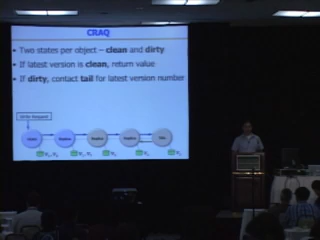 CRAQ
• Two states per object – clean and dirty
• If latest version is clean, return value
• If dirty, contact tail for latest version number
Write Request
Replica
Replica
Replica
Tail